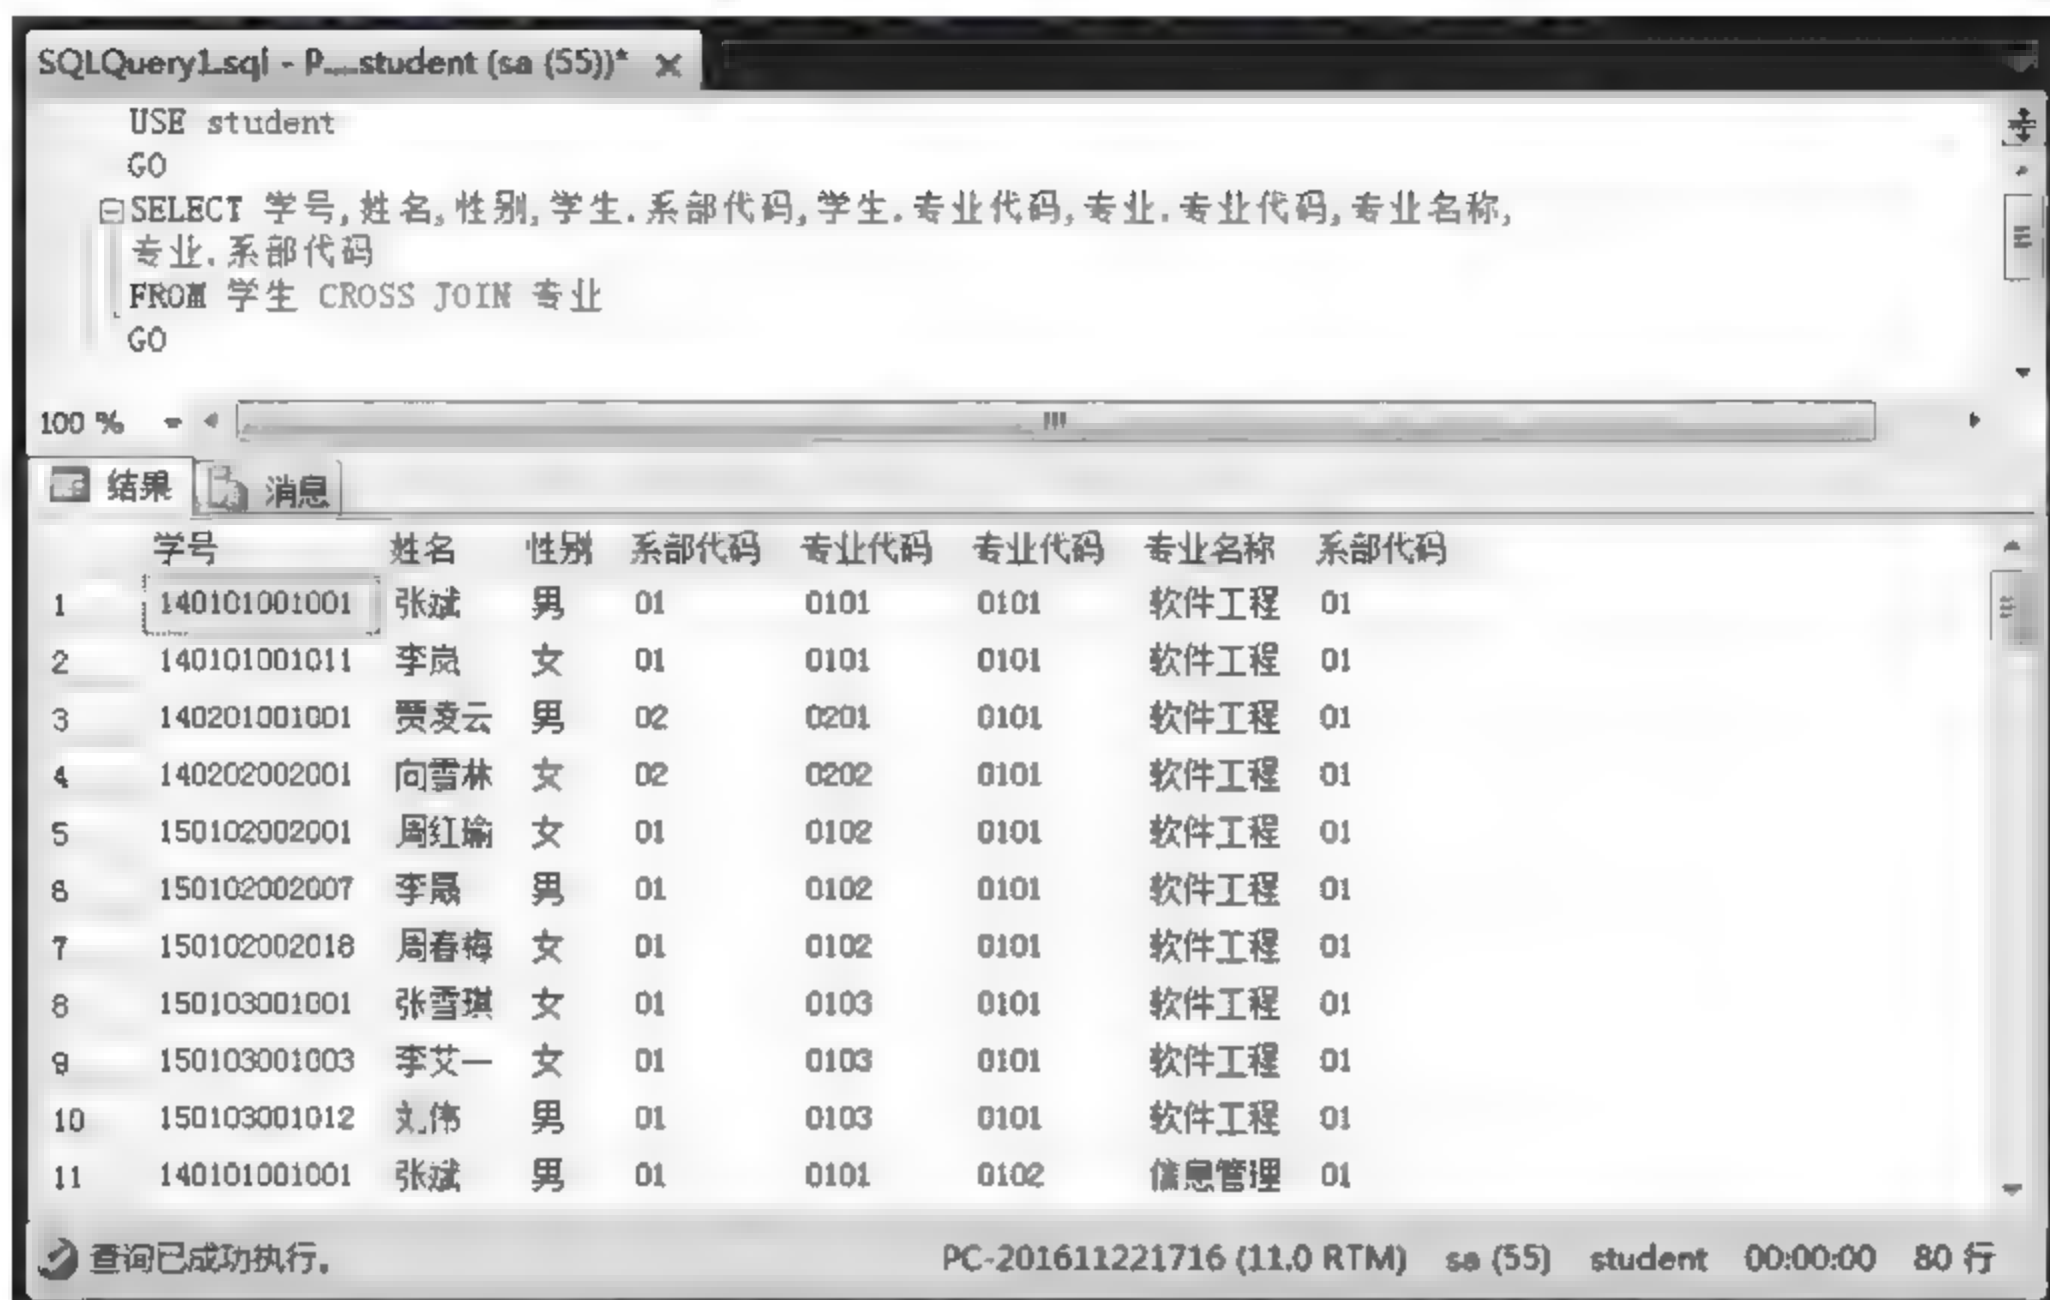 SQLQuery1.sql - P....student (sa (55))* ×
USE student
GO
SELECT 学号,姓名,性别,学生.系部代码,学生.专业代码,专业.专业代码,专业名称,
专业.系部代码
FROM 学生 CROSS JOIN 专业
GO
100 %
结果 消息
学号 姓名 性别 系部代码 专业代码 专业代码 专业名称 系部代码
1 140101001001 张斌 男 01 0101 0101 软件工程 01
2 140101001011 李岚 女 01 0101 0101 软件工程 01
3 140201001001 贾凌云 男 02 0201 0101 软件工程 01
4 140202002001 向雪林 女 02 0202 0101 软件工程 01
5 150102002001 周红瑜 女 01 0102 0101 软件工程 01
6 150102002007 李晟 男 01 0102 0101 软件工程 01
7 150102002018 周春梅 女 01 0102 0101 软件工程 01
8 150103001001 张雪琪 女 01 0103 0101 软件工程 01
9 150103001003 李艾一 女 01 0103 0101 软件工程 01
10 150103001012 刘伟 男 01 0103 0101 软件工程 01
11 140101001001 张斌 男 01 0101 0102 信息管理 01
查询已成功执行。 PC-201611221716 (11.0 RTM) sa (55) student 00:00:00 80 行